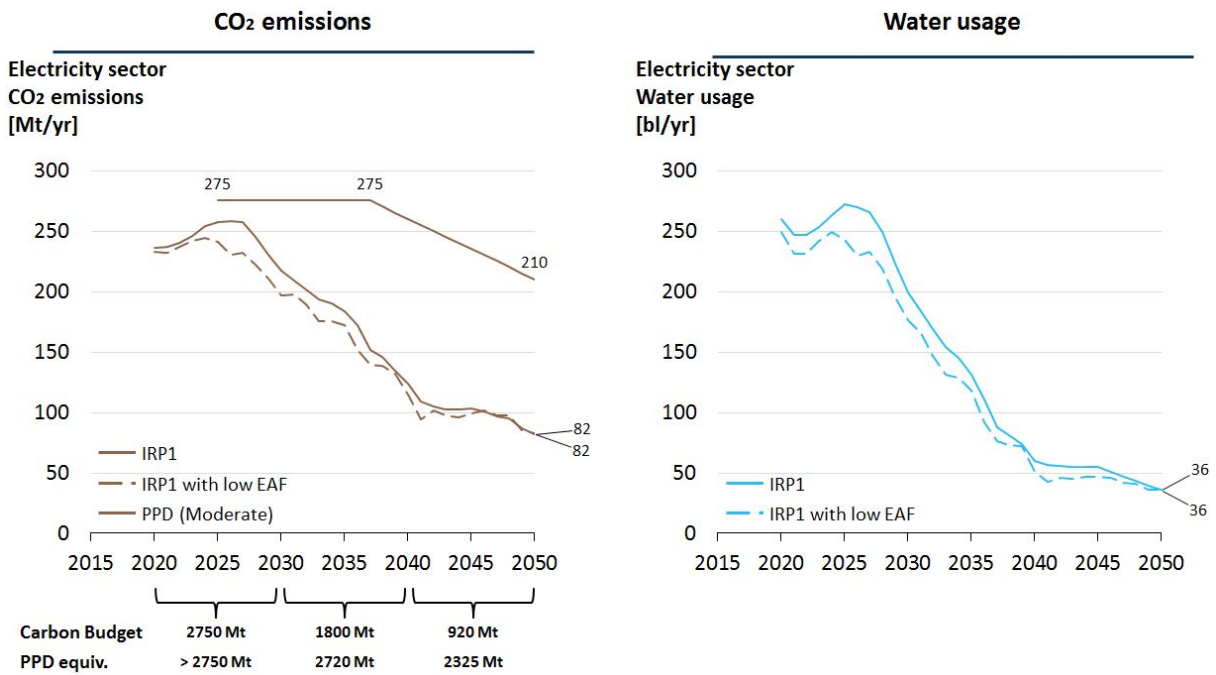 CO2 emissions
Electricity sector
CO2 emissions
[Mt/yr]
300
250
200
150
100
50
0
275
275
210
82
82
IRP1
IRP1 with low EAF
PPD (Moderate)
2015 2020 2025 2030 2035 2040 2045 2050
Carbon Budget 2750 Mt 1800 Mt 920 Mt
PPD equiv. > 2750 Mt 2720 Mt 2325 Mt
Water usage
Electricity sector
Water usage
[bl/yr]
300
250
200
150
100
50
0
36
36
IRP1
IRP1 with low EAF
2015 2020 2025 2030 2035 2040 2045 2050